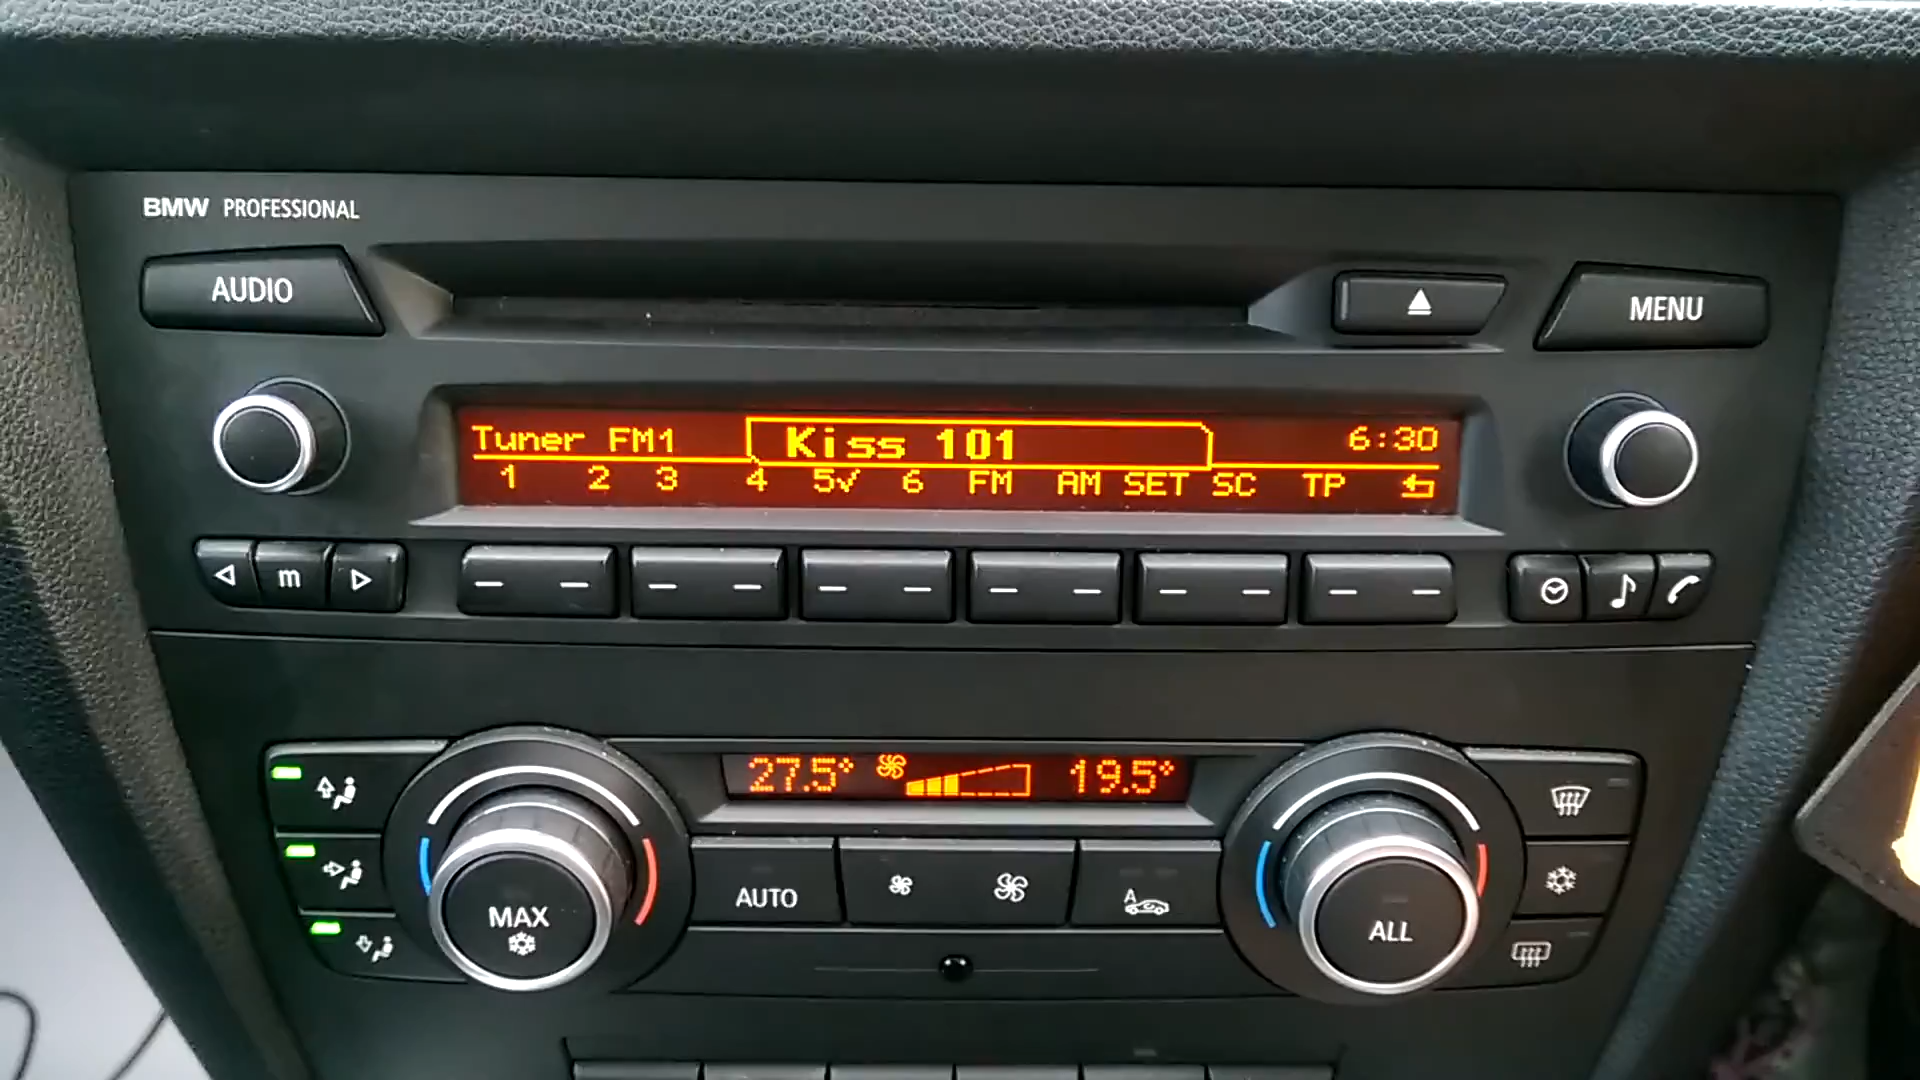 BMW PROFESSIONAL
AUDIO
MENU
Tuner FM1 Kiss 101 6:30
1 2 3 4 5✓ 6 FM AM SET SC TP
m
27.5° 19.5°
AUTO
A
MAX
ALL